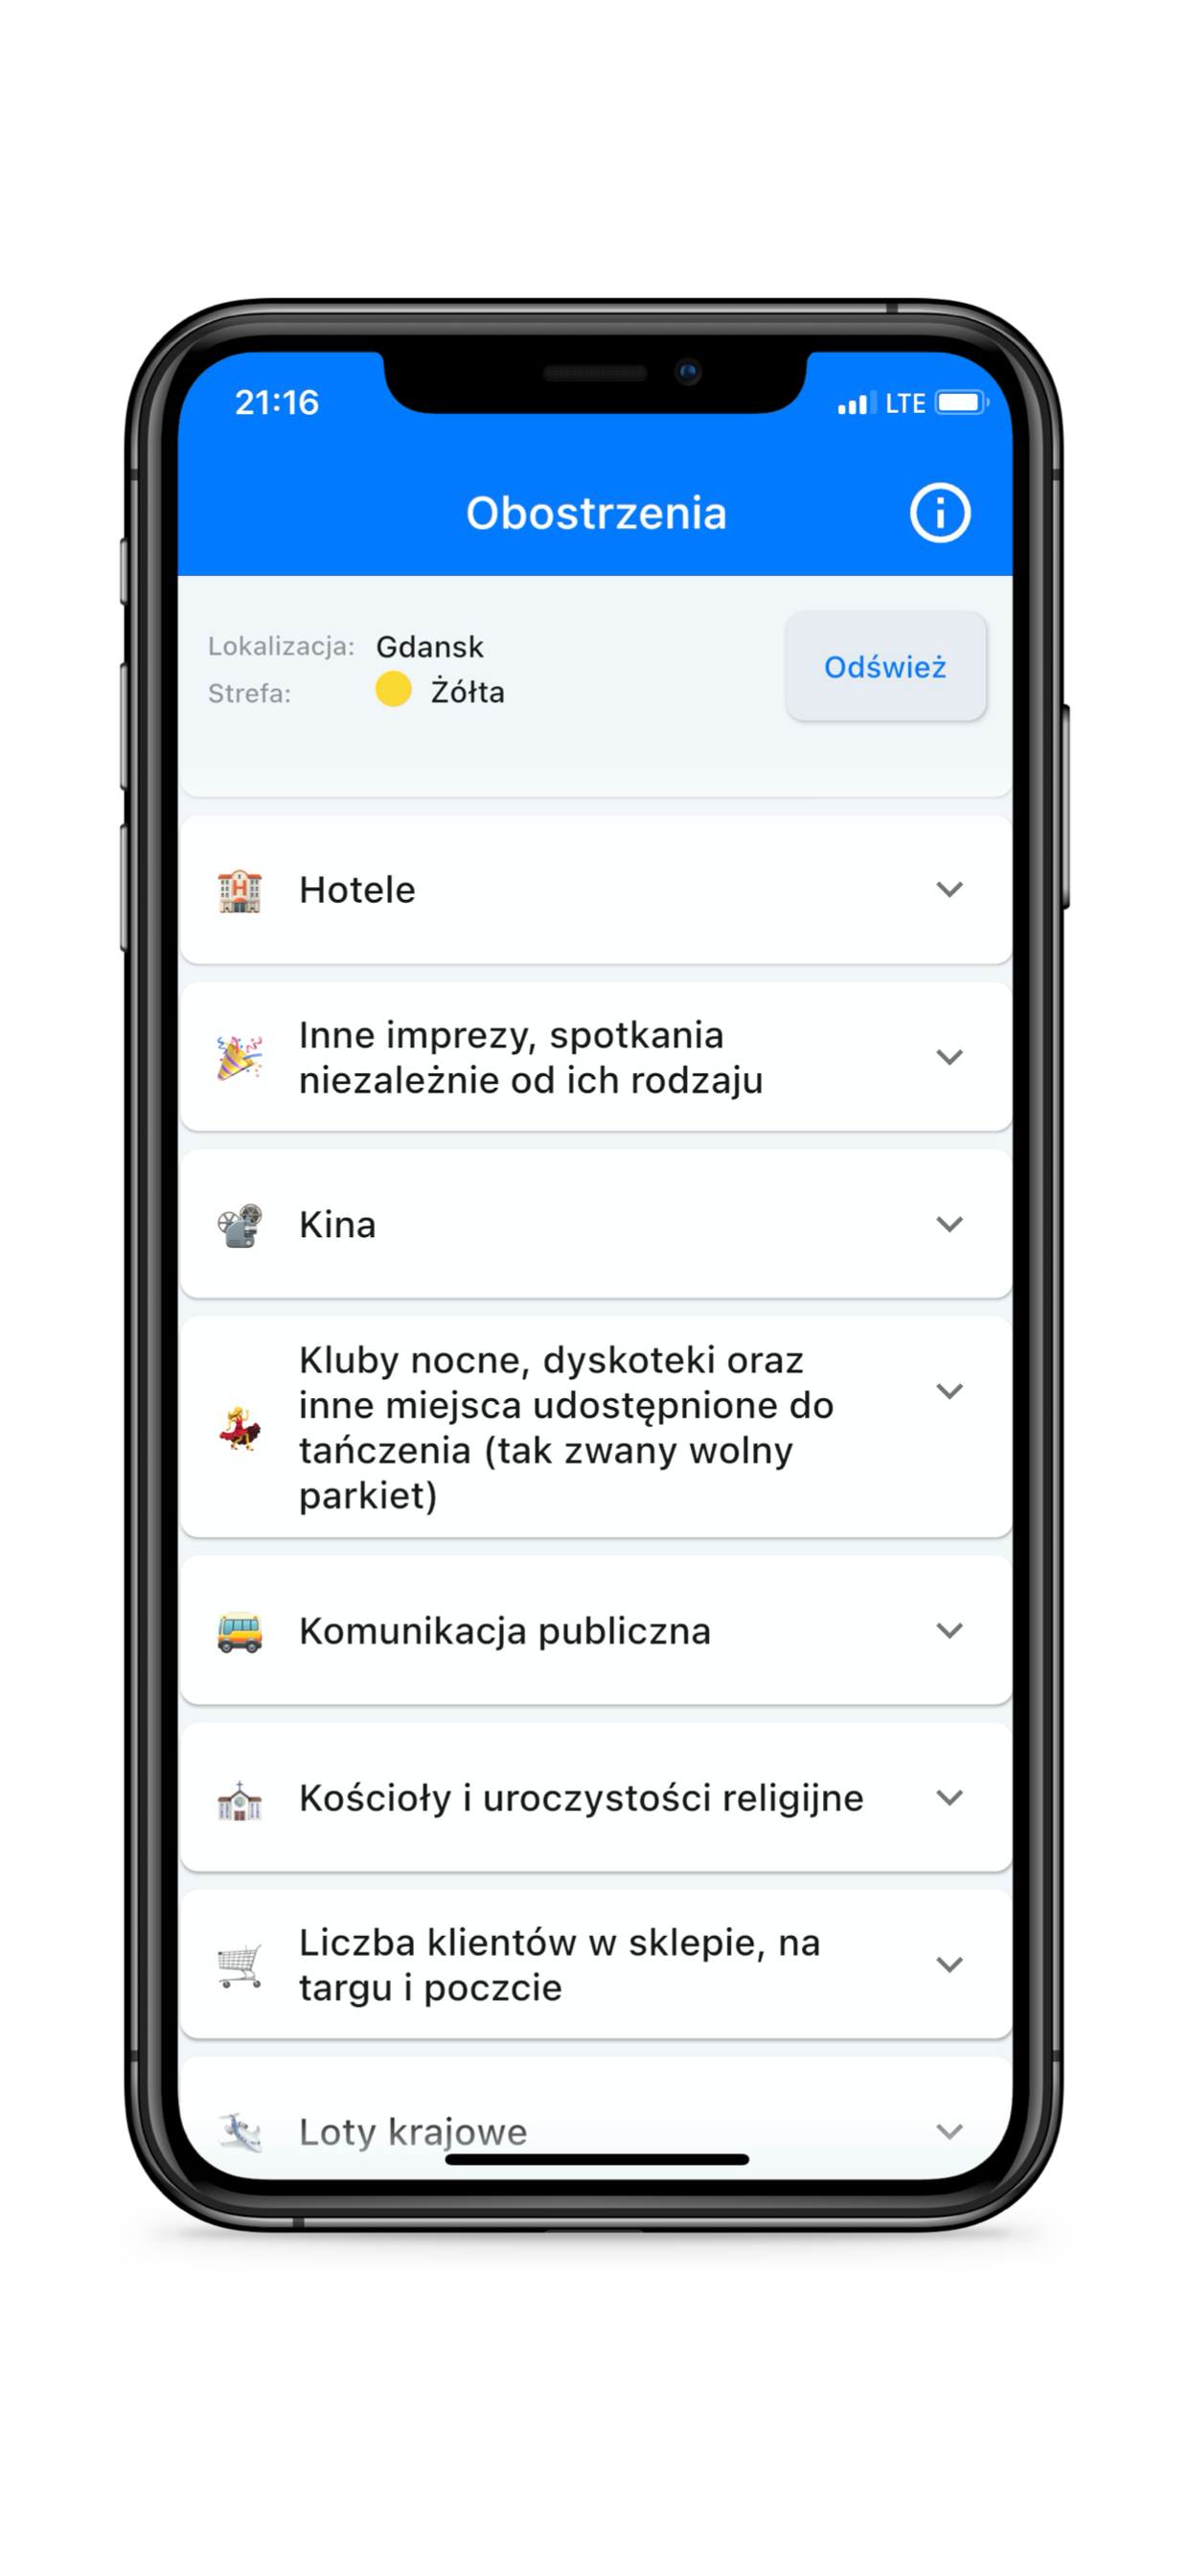 21:16
LTE
Obostrzenia
Lokalizacja: Gdansk
Strefa: Żółta
Odśwież
Hotele
Inne imprezy, spotkania
niezależnie od ich rodzaju
Kina
Kluby nocne, dyskoteki oraz
inne miejsca udostępnione do
tańczenia (tak zwany wolny
parkiet)
Komunikacja publiczna
Kościoły i uroczystości religijne
Liczba klientów w sklepie, na
targu i poczcie
Loty krajowe